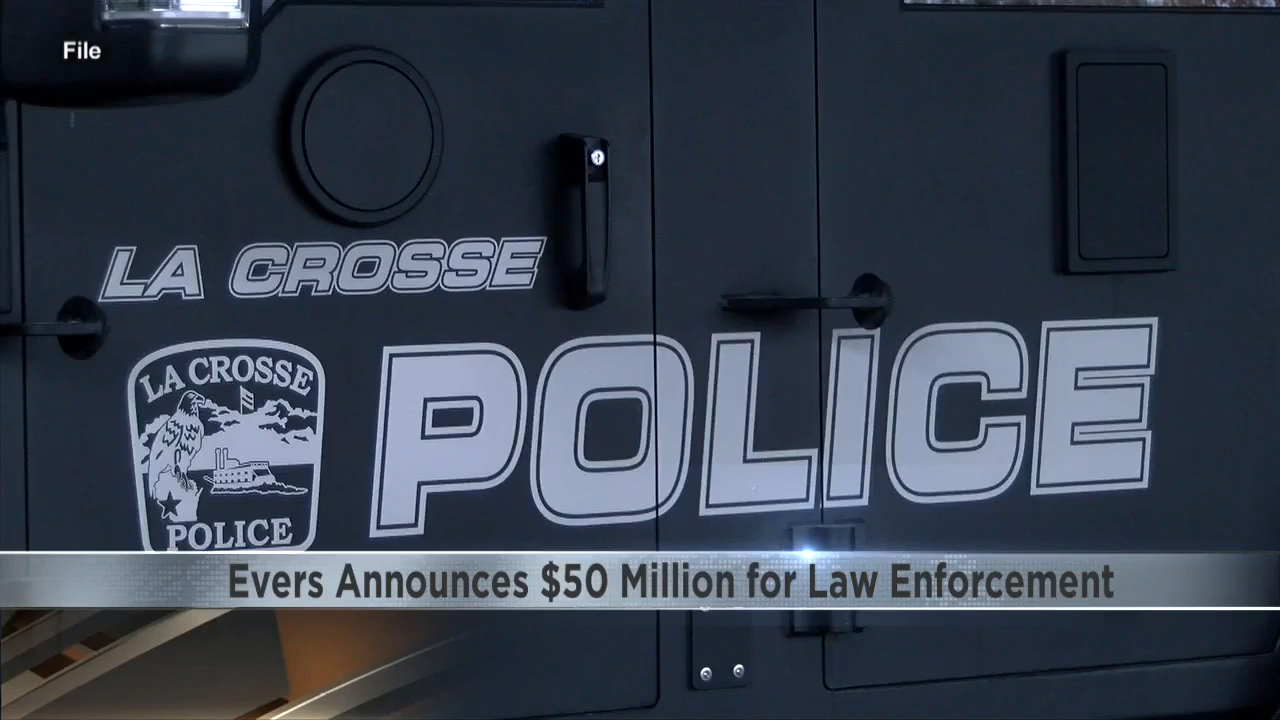 File
LA CROSSE
LA CROSSE
POLICE
POLICE
Evers Announces $50 Million for Law Enforcement